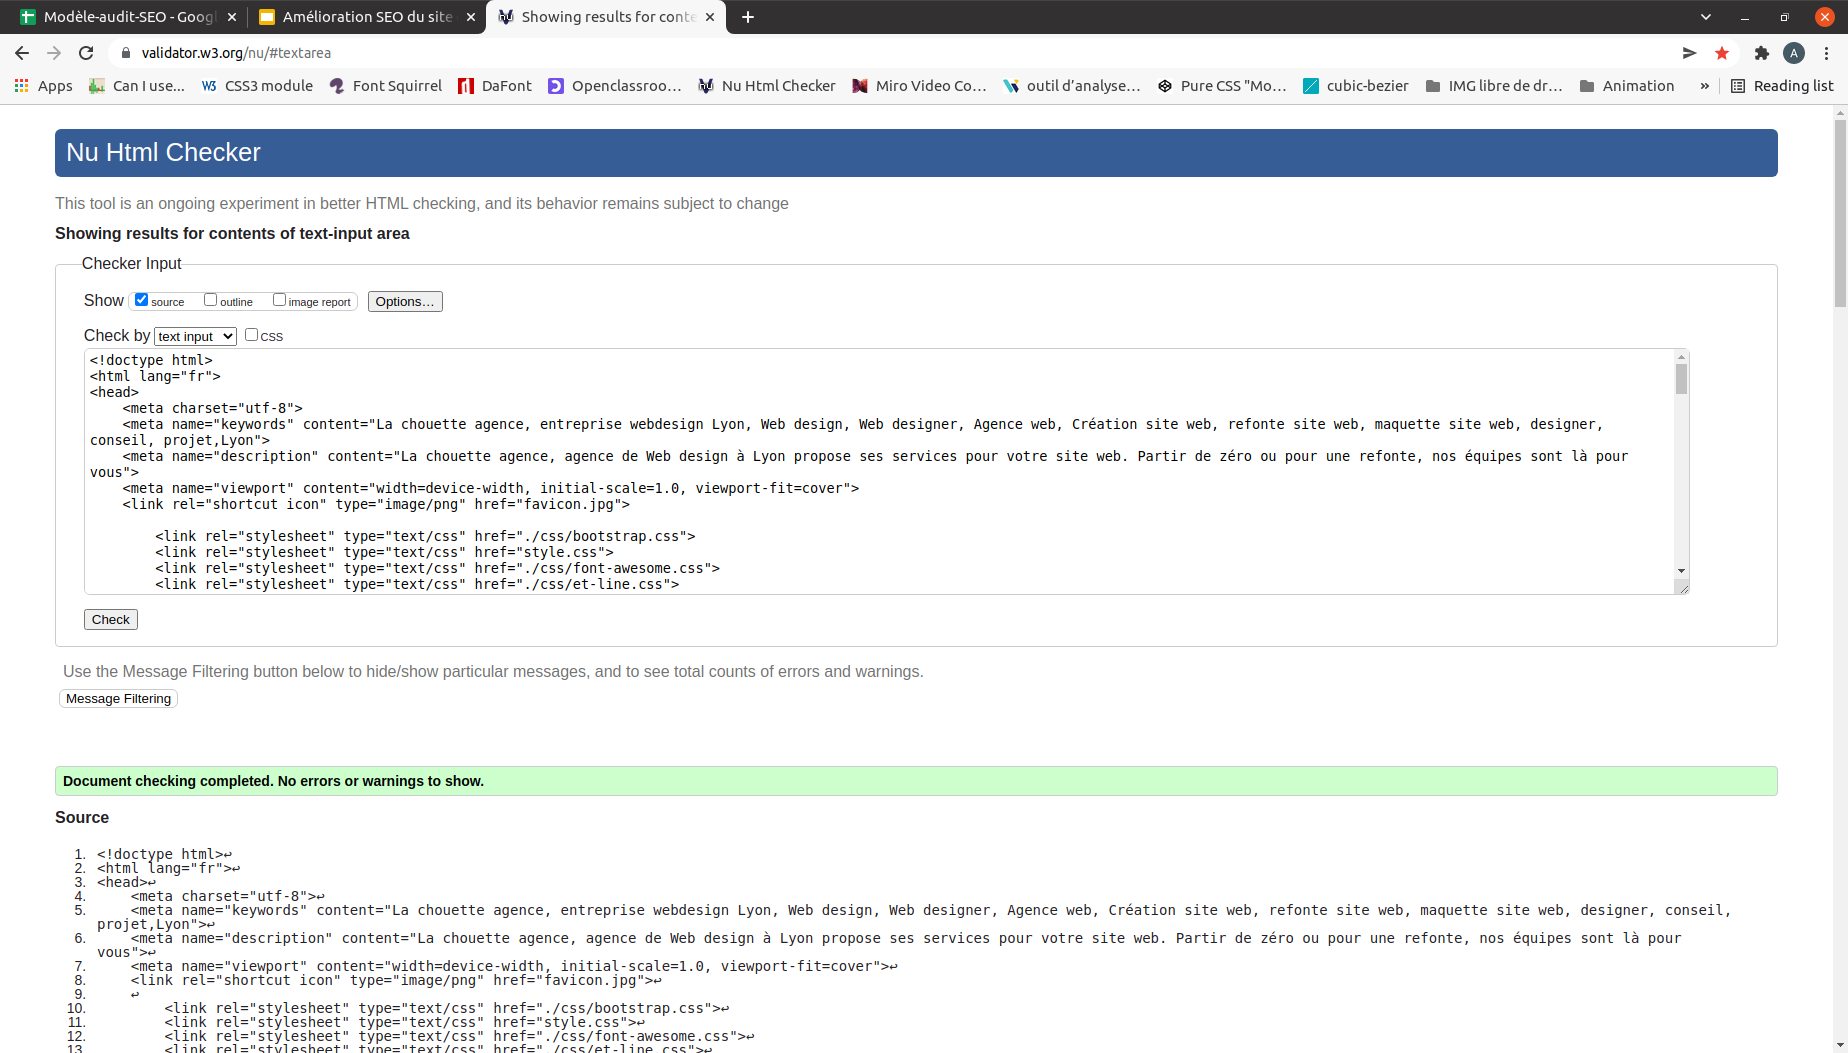 Modèle-audit-SEO - Goog
Amélioration SEO du site
Showing results for conte
validator.w3.org/nu/#textarea
A
Apps
Can I use...
CSS3 module
Font Squirrel
DaFont
Openclassroo…
Nu Html Checker
Miro Video Co…
outil d’analyse…
Pure CSS "Mo…
cubic-bezier
IMG libre de dr…
Animation
»
Reading list
Nu Html Checker
This tool is an ongoing experiment in better HTML checking, and its behavior remains subject to change
Showing results for contents of text-input area
Checker Input
Show source outline image report Options…
Check by text input CSS
<!doctype html>
<html lang="fr">
<head>
<meta charset="utf-8">
<meta name="keywords" content="La chouette agence, entreprise webdesign Lyon, Web design, Web designer, Agence web, Création site web, refonte site web, maquette site web, designer,
conseil, projet,Lyon">
<meta name="description" content="La chouette agence, agence de Web design à Lyon propose ses services pour votre site web. Partir de zéro ou pour une refonte, nos équipes sont là pour
vous">
<meta name="viewport" content="width=device-width, initial-scale=1.0, viewport-fit=cover">
<link rel="shortcut icon" type="image/png" href="favicon.jpg">
<link rel="stylesheet" type="text/css" href="./css/bootstrap.css">
<link rel="stylesheet" type="text/css" href="style.css">
<link rel="stylesheet" type="text/css" href="./css/font-awesome.css">
<link rel="stylesheet" type="text/css" href="./css/et-line.css">
Check
Use the Message Filtering button below to hide/show particular messages, and to see total counts of errors and warnings.
Message Filtering
Document checking completed. No errors or warnings to show.
Source
1. <!doctype html>↩
2. <html lang="fr">↩
3. <head>↩
4. <meta charset="utf-8">↩
5. <meta name="keywords" content="La chouette agence, entreprise webdesign Lyon, Web design, Web designer, Agence web, Création site web, refonte site web, maquette site web, designer, conseil,
projet,Lyon">↩
6. <meta name="description" content="La chouette agence, agence de Web design à Lyon propose ses services pour votre site web. Partir de zéro ou pour une refonte, nos équipes sont là pour
vous">↩
7. <meta name="viewport" content="width=device-width, initial-scale=1.0, viewport-fit=cover">↩
8. <link rel="shortcut icon" type="image/png" href="favicon.jpg">↩
9. ↩
10. <link rel="stylesheet" type="text/css" href="./css/bootstrap.css">↩
11. <link rel="stylesheet" type="text/css" href="style.css">↩
12. <link rel="stylesheet" type="text/css" href="./css/font-awesome.css">↩
13. <link rel="stylesheet" type="text/css" href="./css/et-line.css">↩